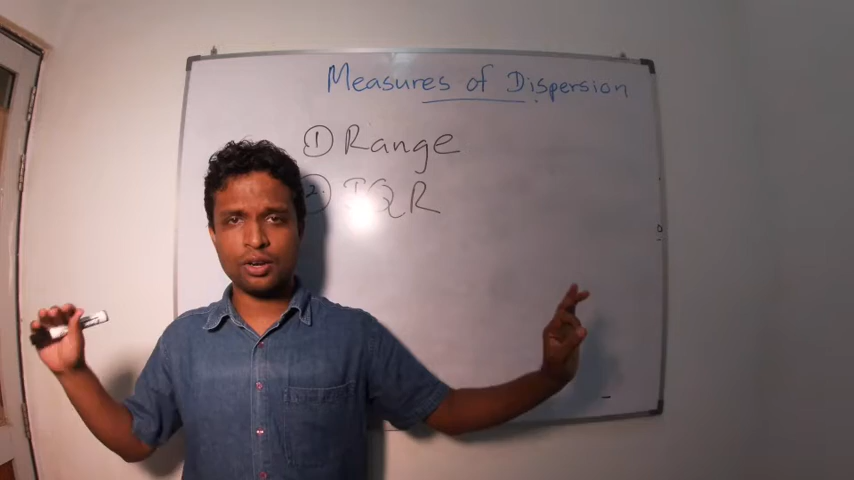 Measures of Dispersion
① Range
② IQR